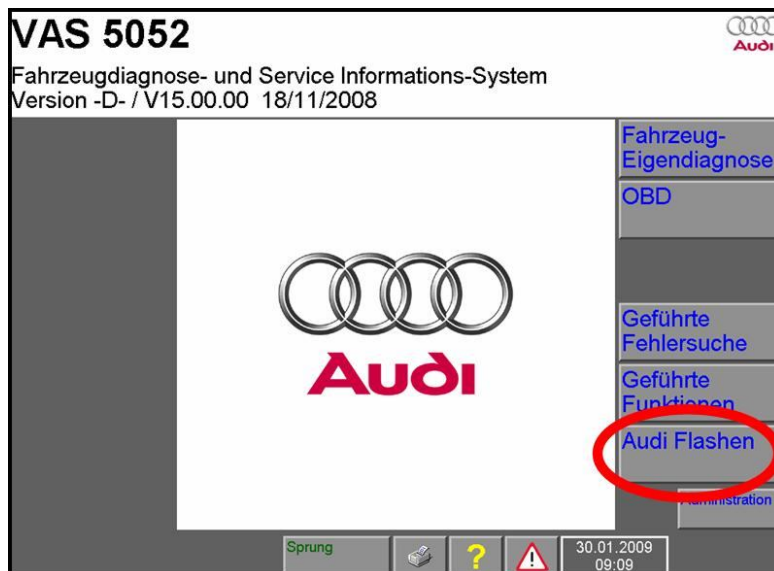 VAS 5052
Audi
Fahrzeugdiagnose- und Service Informations-System
Version -D- / V15.00.00 18/11/2008
Fahrzeug-
Eigendiagnose
OBD
Geführte
Fehlersuche
Geführte
Funktionen
Audi Flashen
Audi
Administration
Sprung
?
30.01.2009
09:09